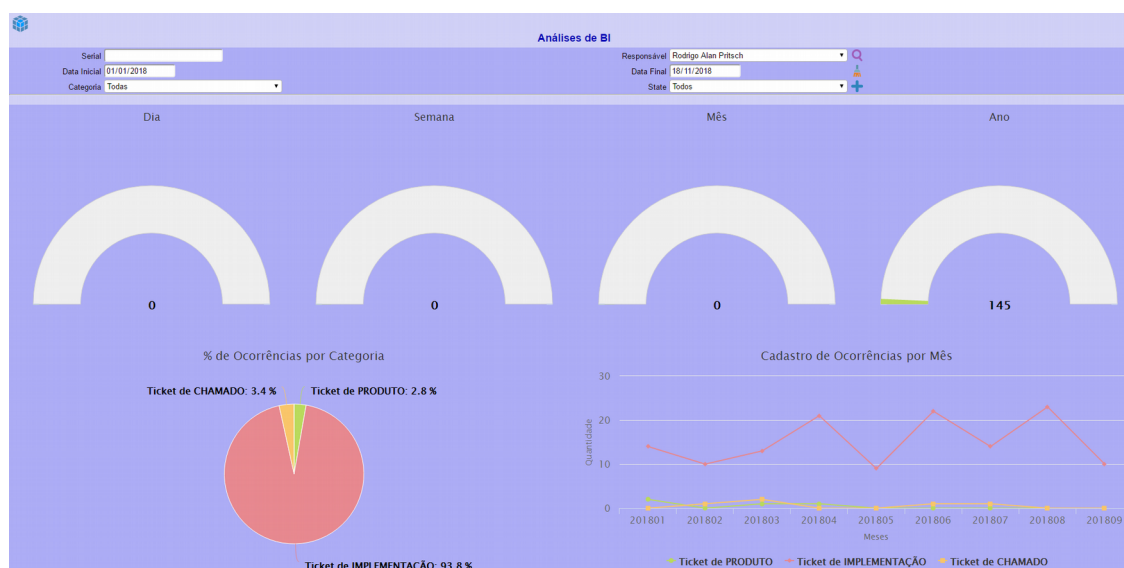 Análises de BI
Serial
Responsável Rodrigo Alan Pritsch
Data Inicial 01/01/2018
Data Final 18/11/2018
Categoria Todas
State Todos
Dia Semana Mês Ano
0 0 0 145
% de Ocorrências por Categoria
Ticket de CHAMADO: 3.4 %
Ticket de PRODUTO: 2.8 %
Ticket de IMPLEMENTAÇÃO: 93.8 %
Cadastro de Ocorrências por Mês
30
20
10
0
Quantidade
201801 201802 201803 201804 201805 201806 201807 201808 201809
Meses
Ticket de PRODUTO Ticket de IMPLEMENTAÇÃO Ticket de CHAMADO